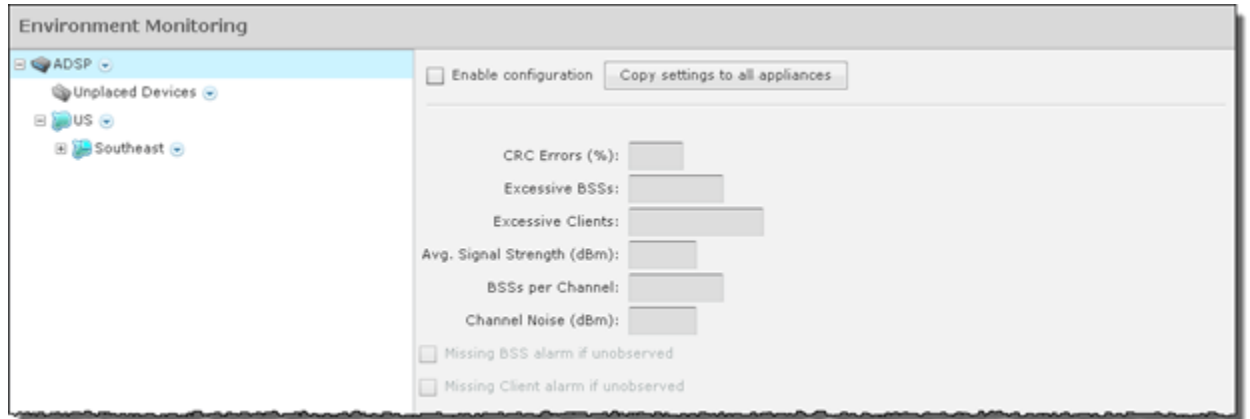 Environment Monitoring
ADSP
Unplaced Devices
US
Southeast
Enable configuration Copy settings to all appliances
CRC Errors (%):
Excessive BSSs:
Excessive Clients:
Avg. Signal Strength (dBm):
BSSs per Channel:
Channel Noise (dBm):
Missing BSS alarm if unobserved
Missing Client alarm if unobserved